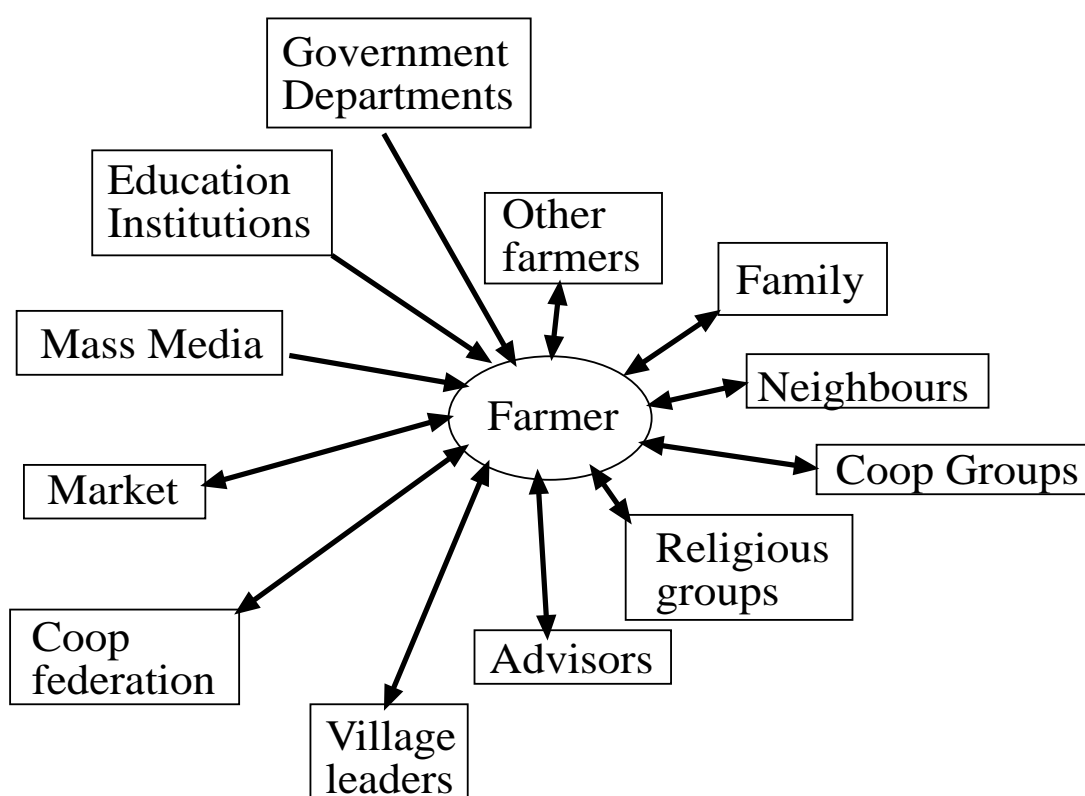 Government
Departments
Education
Institutions
Other
farmers
Family
Mass Media
Neighbours
Farmer
Market
Coop Groups
Religious
groups
Coop
federation
Advisors
Village
leaders